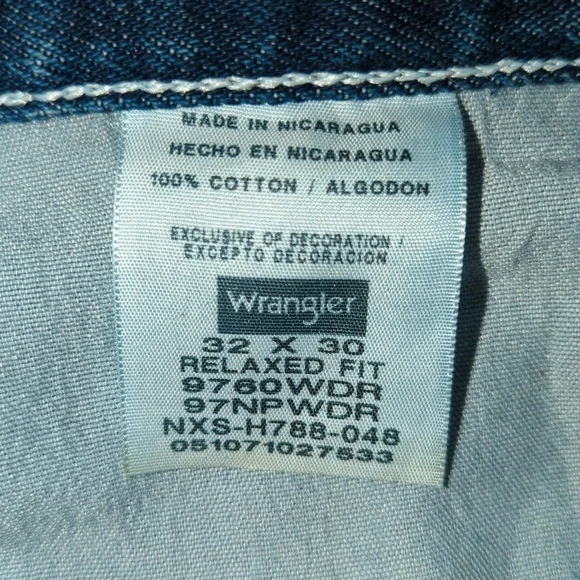 MADE IN NICARAGUA
HECHO EN NICARAGUA
100% COTTON / ALGODON
EXCLUSIVE OF DECORATION /
EXCEPTO DECORACION
Wrangler
32 X 30
RELAXED FIT
9760WDR
97NPWDR
NXS-H788-048
051071027533